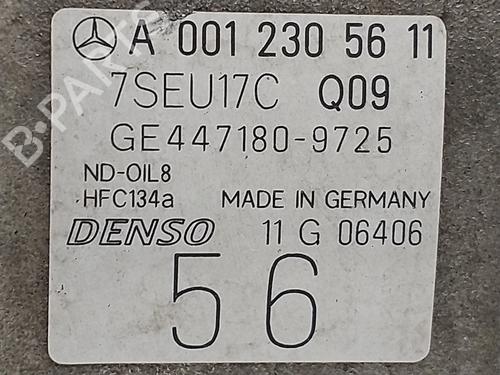 A 001 230 56 11
7SEU17C Q09
GE447180-9725
ND-OIL8
HFC134a MADE IN GERMANY
DENSO 11 G 06406
56
B-PARTS